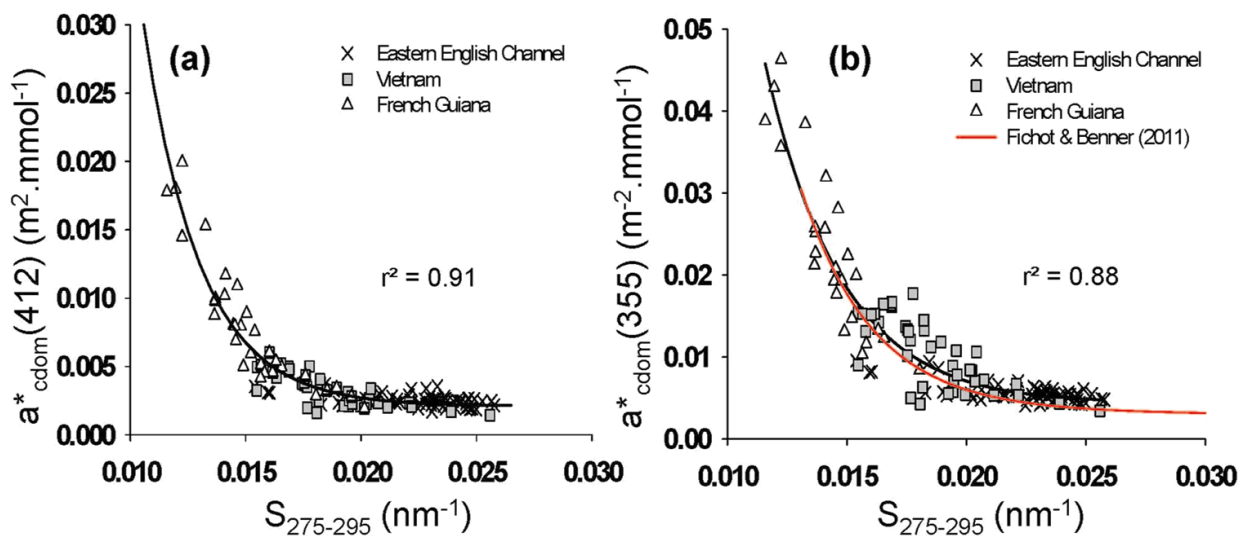 (a)
× Eastern English Channel
Vietnam
French Guiana
r² = 0.91
a*cdom(412) (m².mmol⁻¹)
0.030
0.025
0.020
0.015
0.010
0.005
0.000
0.010 0.015 0.020 0.025 0.030
S275-295 (nm⁻¹)
(b)
× Eastern English Channel
Vietnam
French Guiana
Fichot & Benner (2011)
r² = 0.88
a*cdom(355) (m⁻².mmol⁻¹)
0.05
0.04
0.03
0.02
0.01
0.00
0.010 0.015 0.020 0.025 0.030
S275-295 (nm⁻¹)